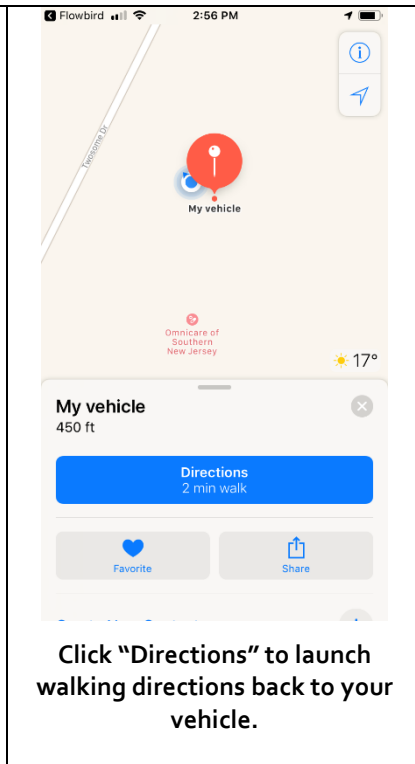 Flowbird
2:56 PM
Twosome Dr
My vehicle
Omnicare of
Southern
New Jersey
17°
My vehicle
450 ft
Directions
2 min walk
Favorite
Share
Click “Directions” to launch
walking directions back to your
vehicle.